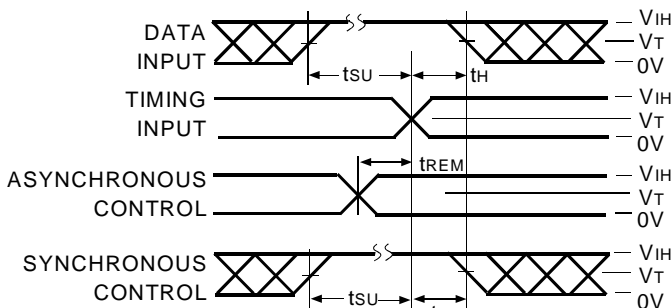 DATA
INPUT
tSU
tH
VIH
VT
0V
TIMING
INPUT
VIH
VT
0V
tREM
ASYNCHRONOUS
CONTROL
VIH
VT
0V
SYNCHRONOUS
CONTROL
tSU
VIH
VT
0V